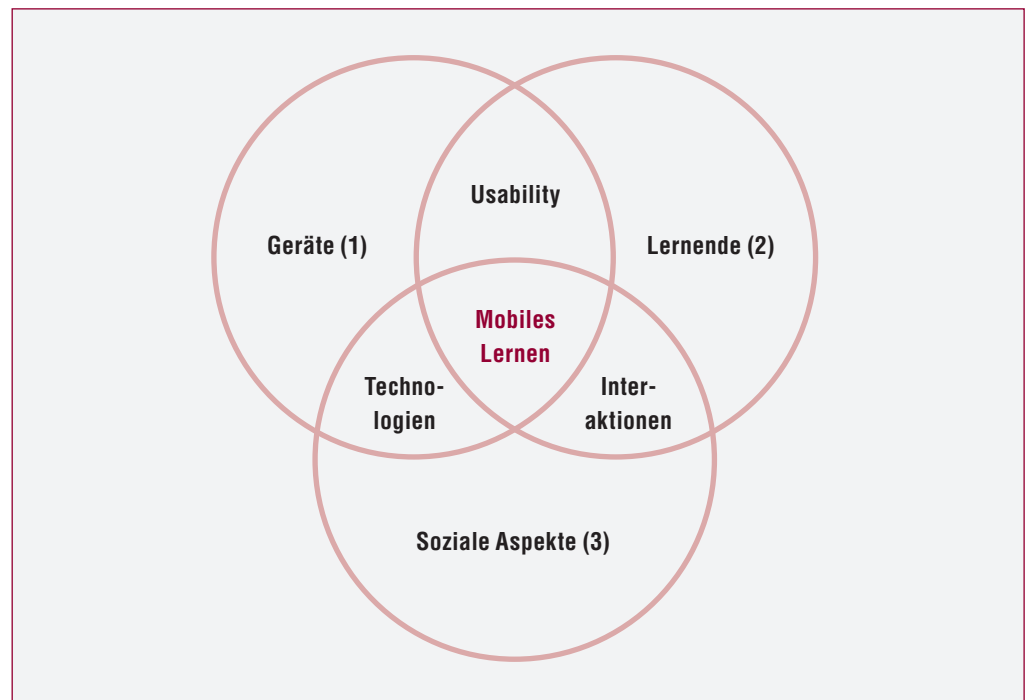 Usability
Geräte (1)
Lernende (2)
Mobiles
Lernen
Techno-
logien
Inter-
aktionen
Soziale Aspekte (3)